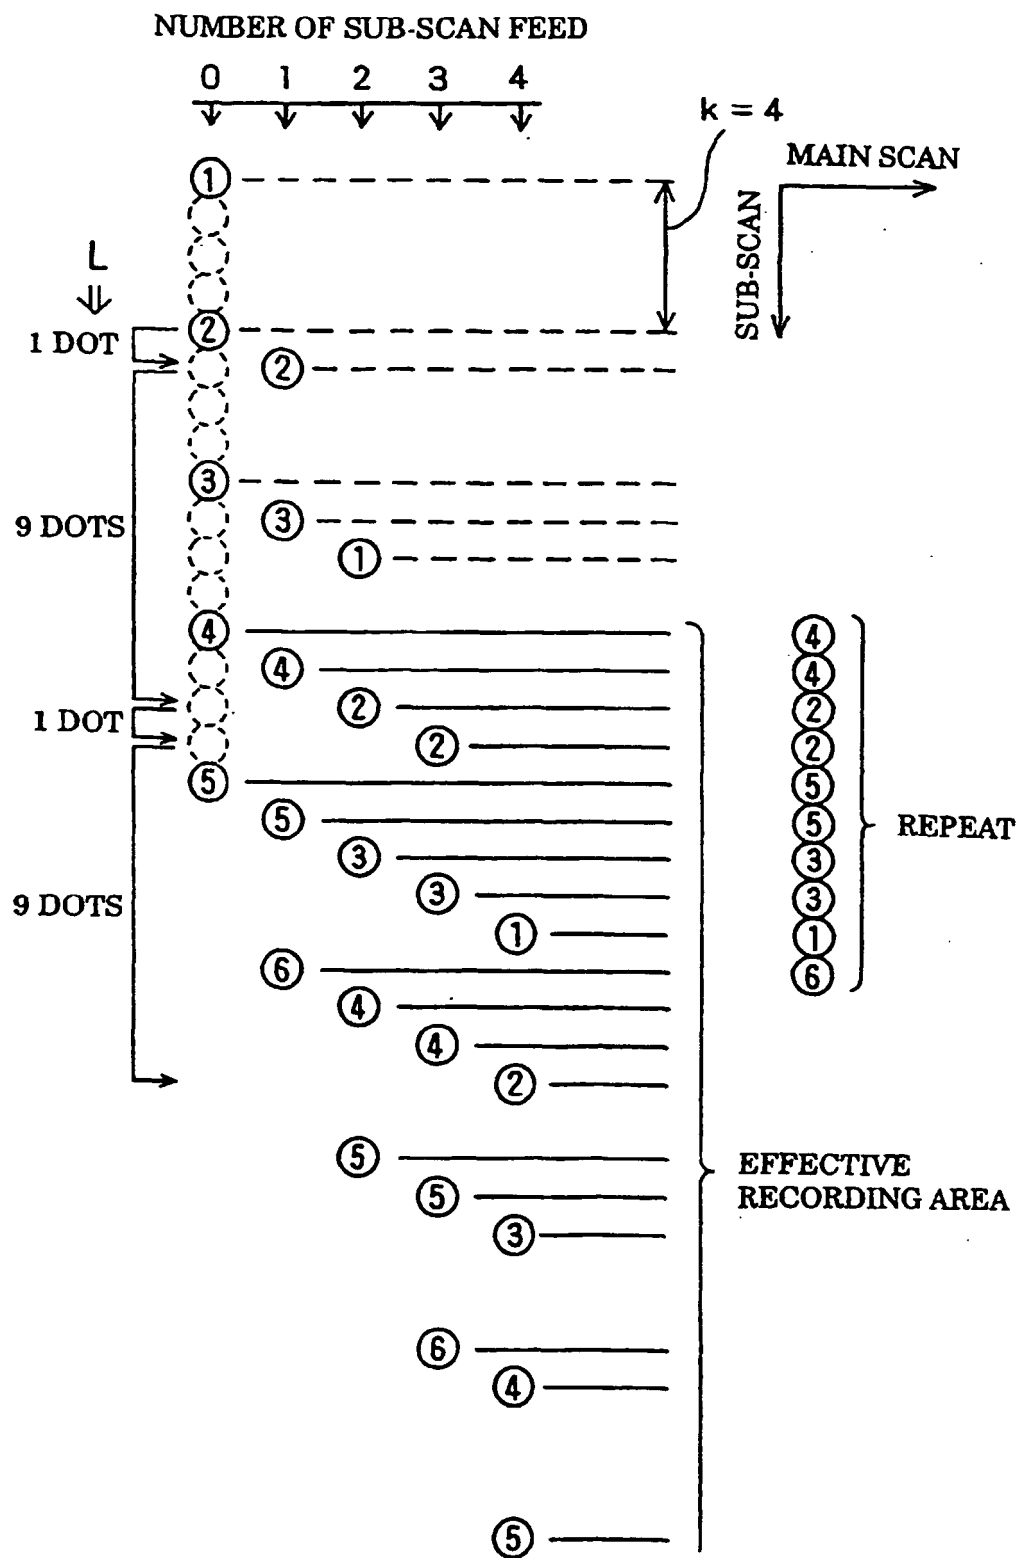 NUMBER OF SUB-SCAN FEED
0 1 2 3 4
k = 4
MAIN SCAN
SUB-SCAN
1
L
2
1 DOT
2
3
9 DOTS
3
1
4
4
4
4
2
2
1 DOT
2
2
5
5
5
5
REPEAT
3
3
9 DOTS
3
3
1
1
6
6
4
4
2
5
EFFECTIVE
RECORDING AREA
5
3
6
4
5